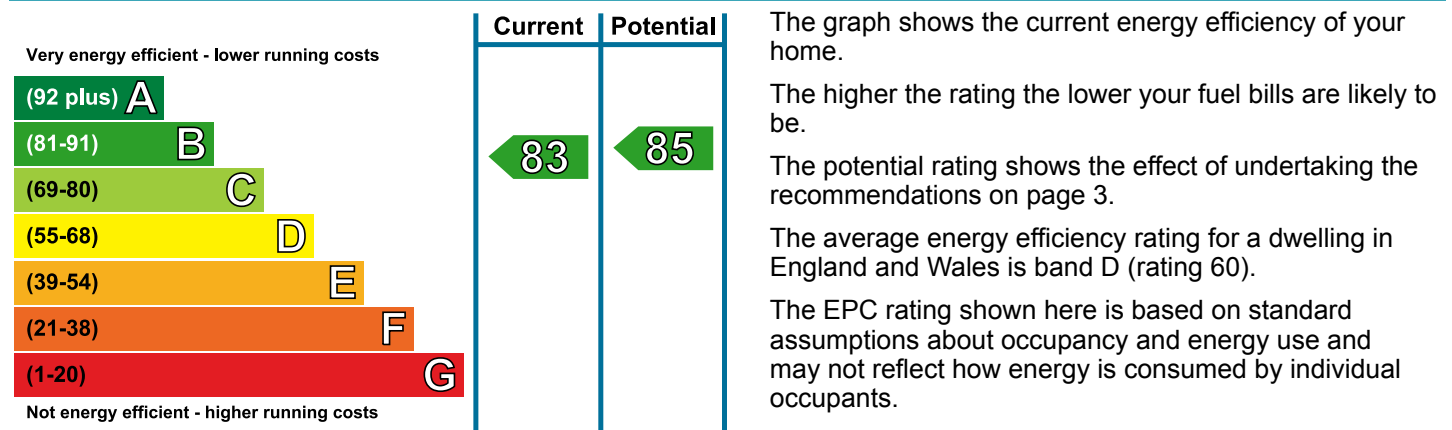 Current Potential
Very energy efficient - lower running costs
(92 plus) A
(81-91) B
83
85
(69-80) C
(55-68) D
(39-54) E
(21-38) F
(1-20) G
Not energy efficient - higher running costs
The graph shows the current energy efficiency of your
home.
The higher the rating the lower your fuel bills are likely to
be.
The potential rating shows the effect of undertaking the
recommendations on page 3.
The average energy efficiency rating for a dwelling in
England and Wales is band D (rating 60).
The EPC rating shown here is based on standard
assumptions about occupancy and energy use and
may not reflect how energy is consumed by individual
occupants.